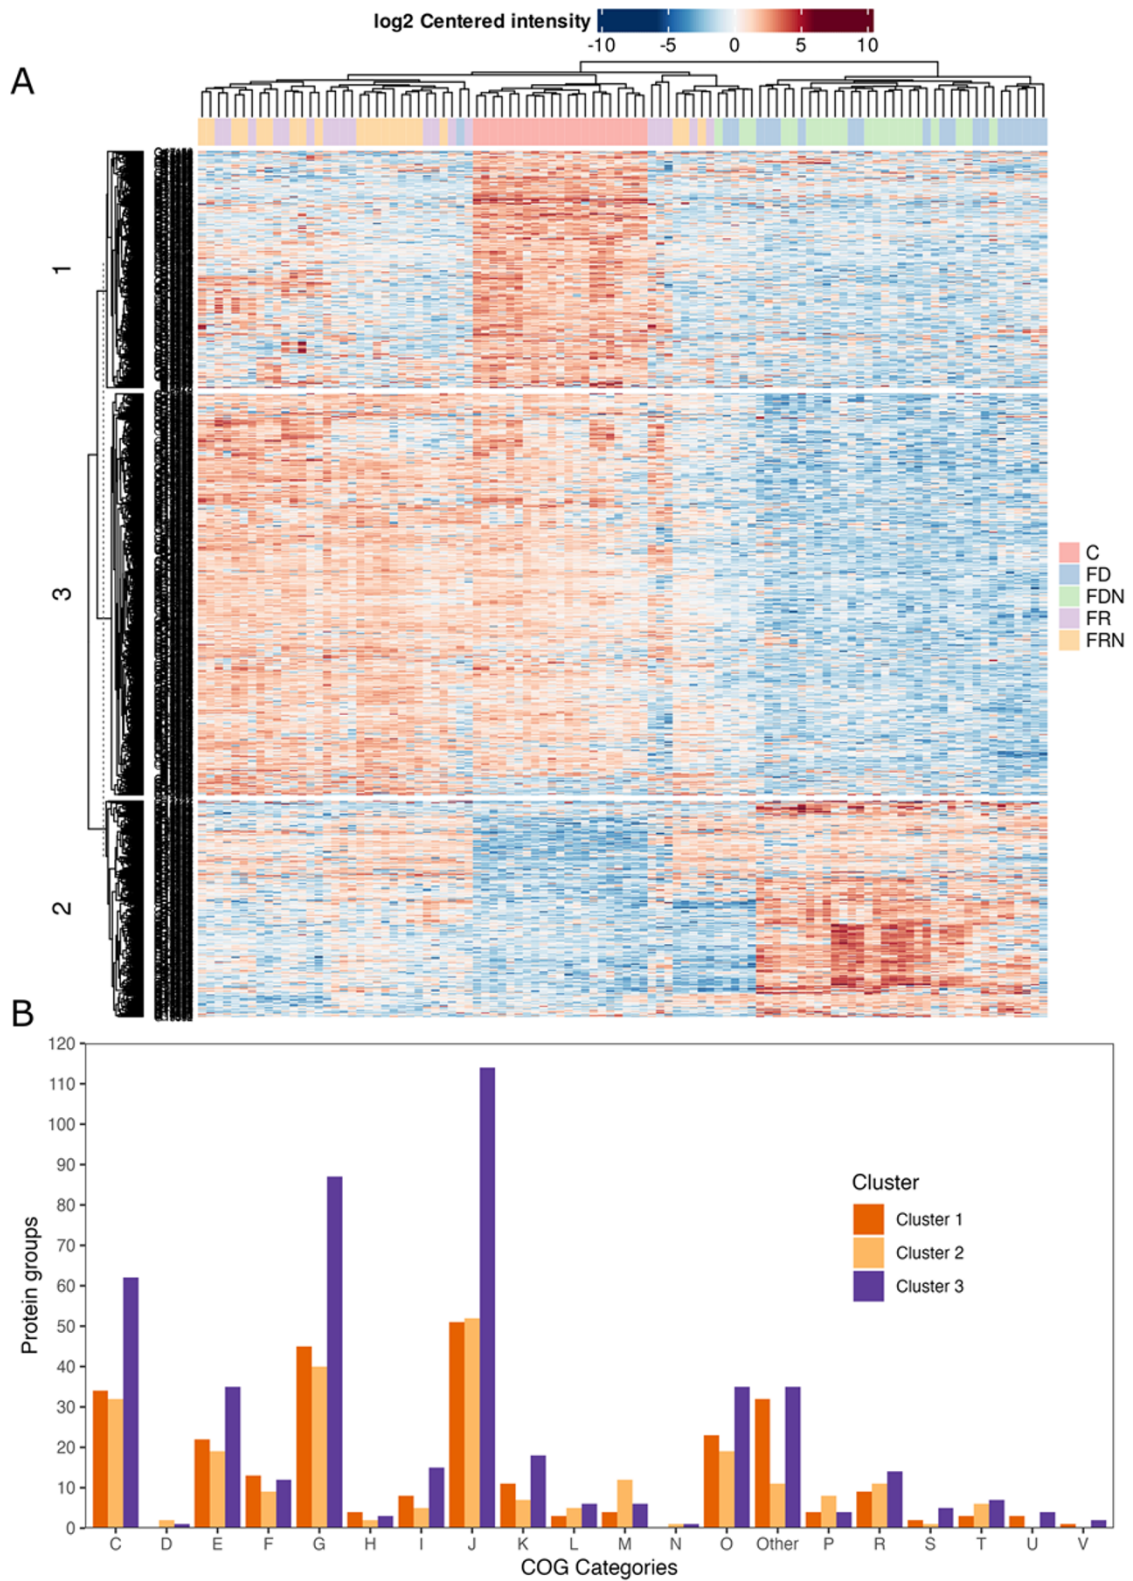 log2 Centered intensity
-10 -5 0 5 10
A
1
3
2
C
FD
FDN
FR
FRN
B
120
110
100
90
80
70
60
50
40
30
20
10
0
Protein groups
Cluster
Cluster 1
Cluster 2
Cluster 3
C D E F G H I J K L M N O Other P R S T U V
COG Categories